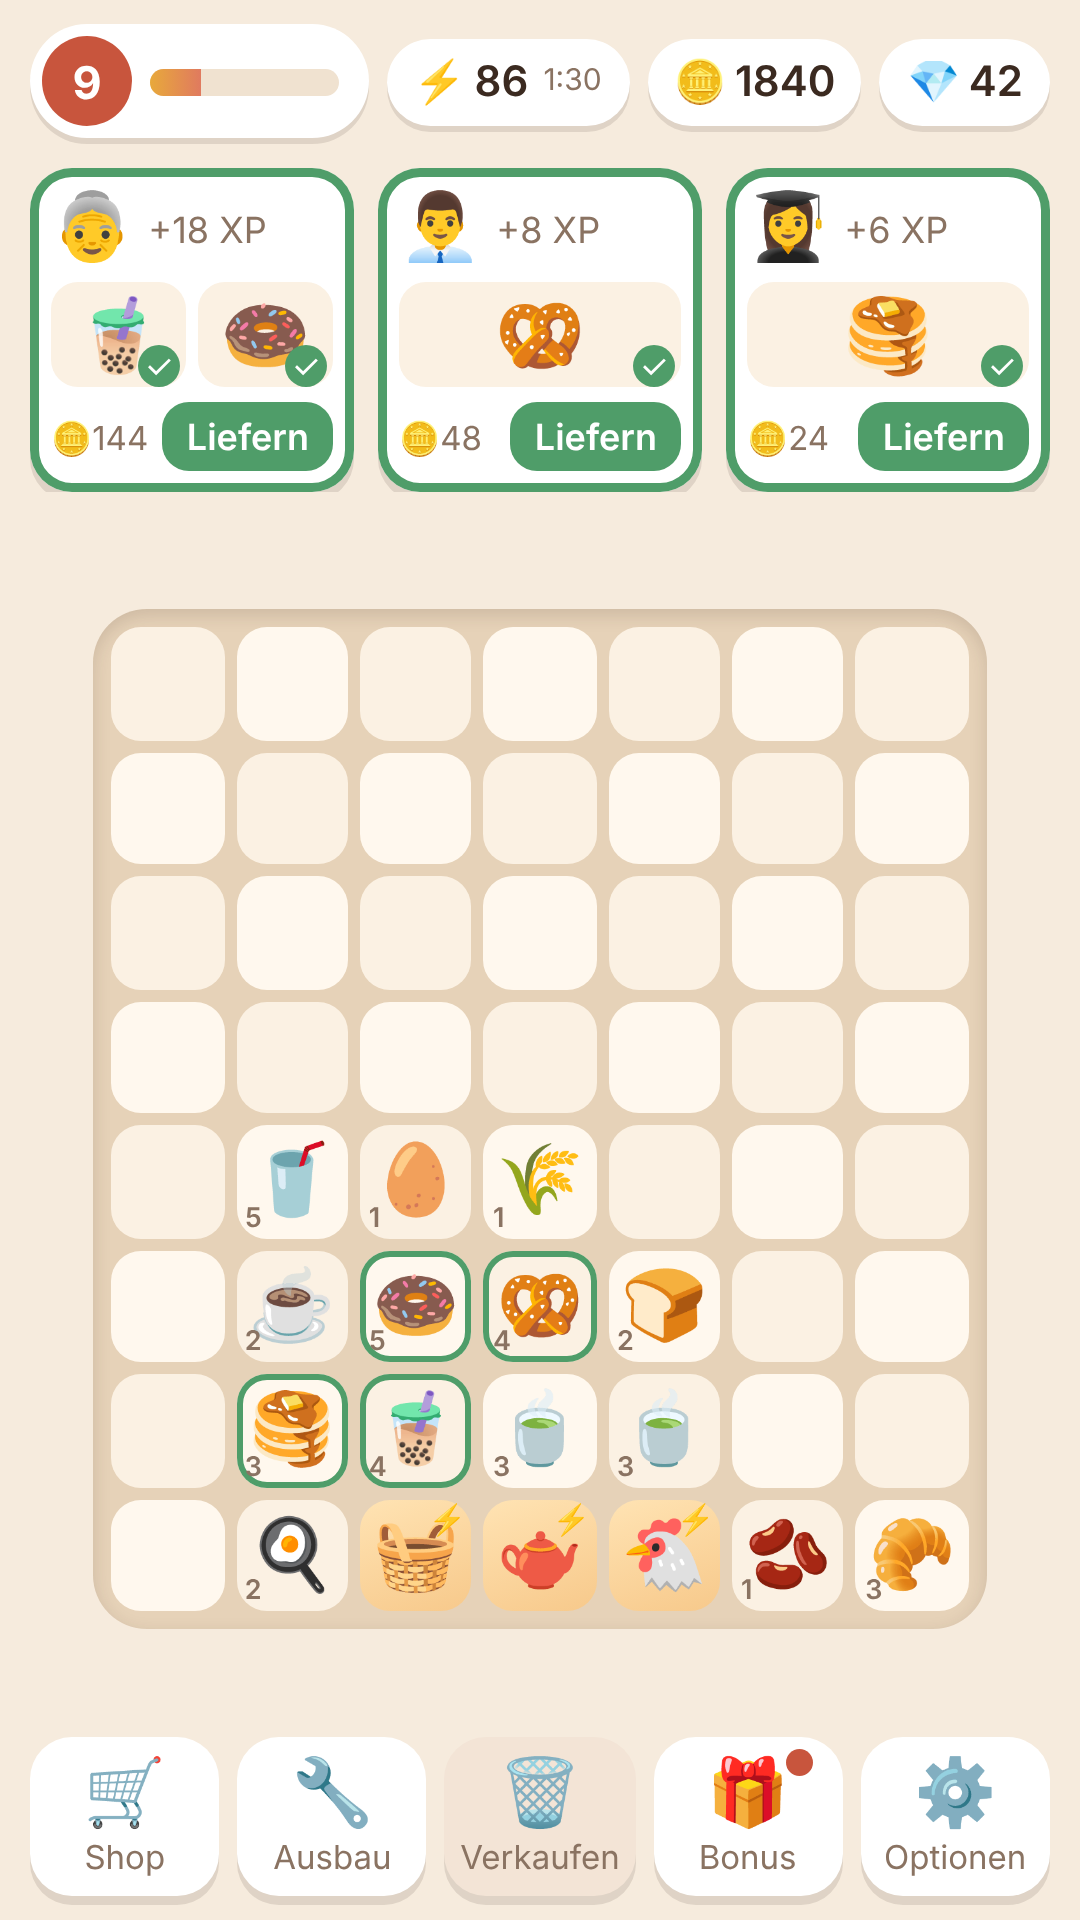 9
86 1:30
1840
42
+18 XP
+8 XP
+6 XP
144 Liefern
48 Liefern
24 Liefern
5 1 1
2 5 4 2
3 4 3 3
2 1 3
Shop
Ausbau
Verkaufen
Bonus
Optionen